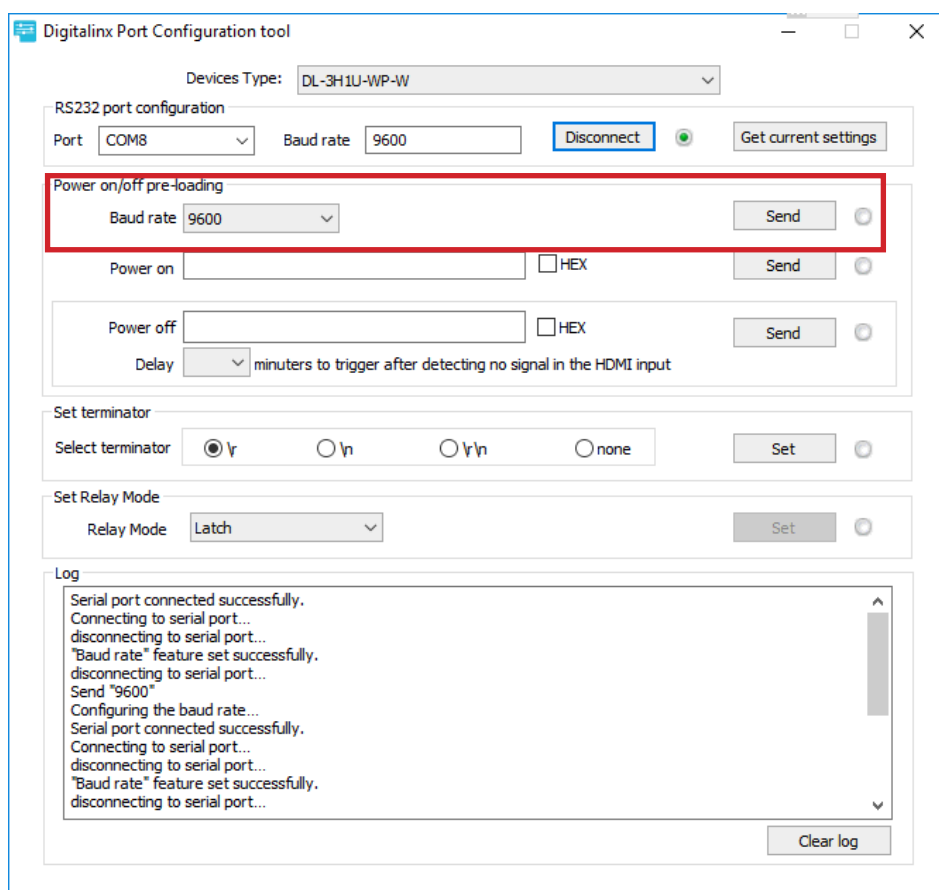 Digitalinx Port Configuration tool
Devices Type: DL-3H1U-WP-W
RS232 port configuration
Port COM8 Baud rate 9600 Disconnect Get current settings
Power on/off pre-loading
Baud rate 9600 Send
Power on HEX Send
Power off HEX Send
Delay minuters to trigger after detecting no signal in the HDMI input
Set terminator
Select terminator \r \n \r\n none Set
Set Relay Mode
Relay Mode Latch Set
Log
Serial port connected successfully.
Connecting to serial port...
disconnecting to serial port...
"Baud rate" feature set successfully.
disconnecting to serial port...
Send "9600"
Configuring the baud rate...
Serial port connected successfully.
Connecting to serial port...
disconnecting to serial port...
"Baud rate" feature set successfully.
disconnecting to serial port...
Clear log